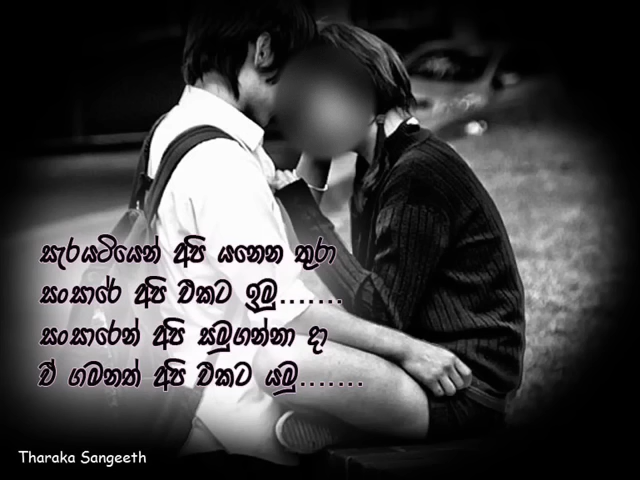 සැරයටියෙන් අපි යනෙන තුරා
සංසාරේ අපි එකට ඉමු.......
සංසාරෙන් අපි සමුගන්නා දා
ඒ ගමනත් අපි එකට යමු.......
Tharaka Sangeeth